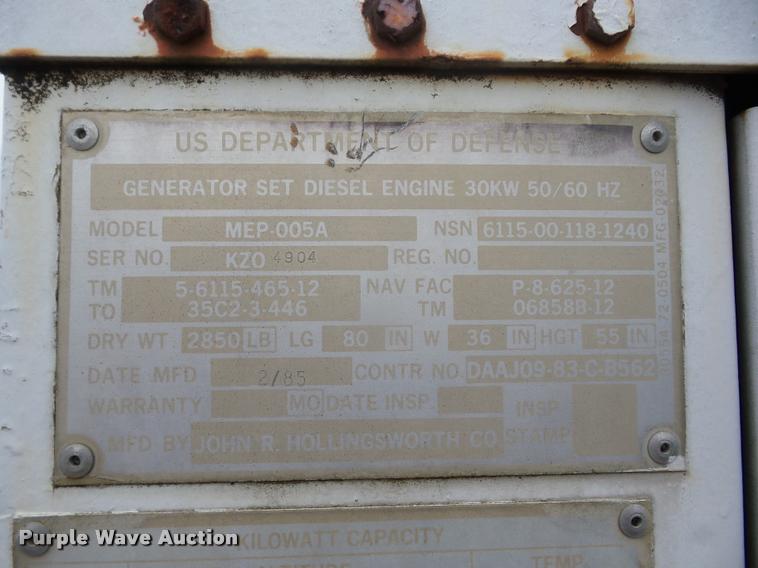 US DEPARTMENT OF DEFENSE
GENERATOR SET DIESEL ENGINE 30KW 50/60 HZ
MODEL MEP-005A NSN 6115-00-118-1240
SER NO. KZO 4904 REG. NO.
TM 5-6115-465-12 NAV FAC P-8-625-12
TO 35C2-3-446 TM 06858B-12
DRY WT 2850 LB LG 80 IN W 36 IN HGT 55 IN
DATE MFD 2/85 CONTR NO. DAAJ09-83-C-B562
WARRANTY MO DATE INSP INSP
MFD BY JOHN R. HOLLINGSWORTH CO STAMP
72-0504 MFG
KILOWATT CAPACITY
ALTITUDE TEMP.
Purple Wave Auction